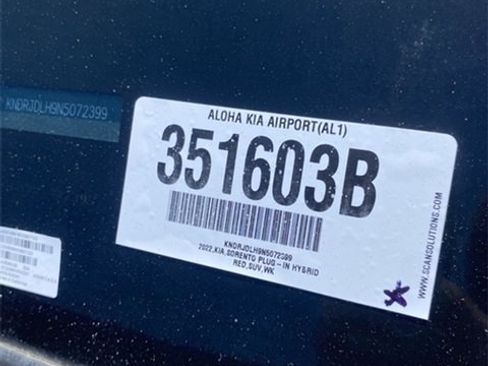 KNDRJDLH9N5072399
ALOHA KIA AIRPORT(AL1)
351603B
KNDRJDLH9N5072399
2022,KIA,SORENTO PLUG-IN HYBRID
RED,SUV,WK
WWW.SCANSOLUTIONS.COM